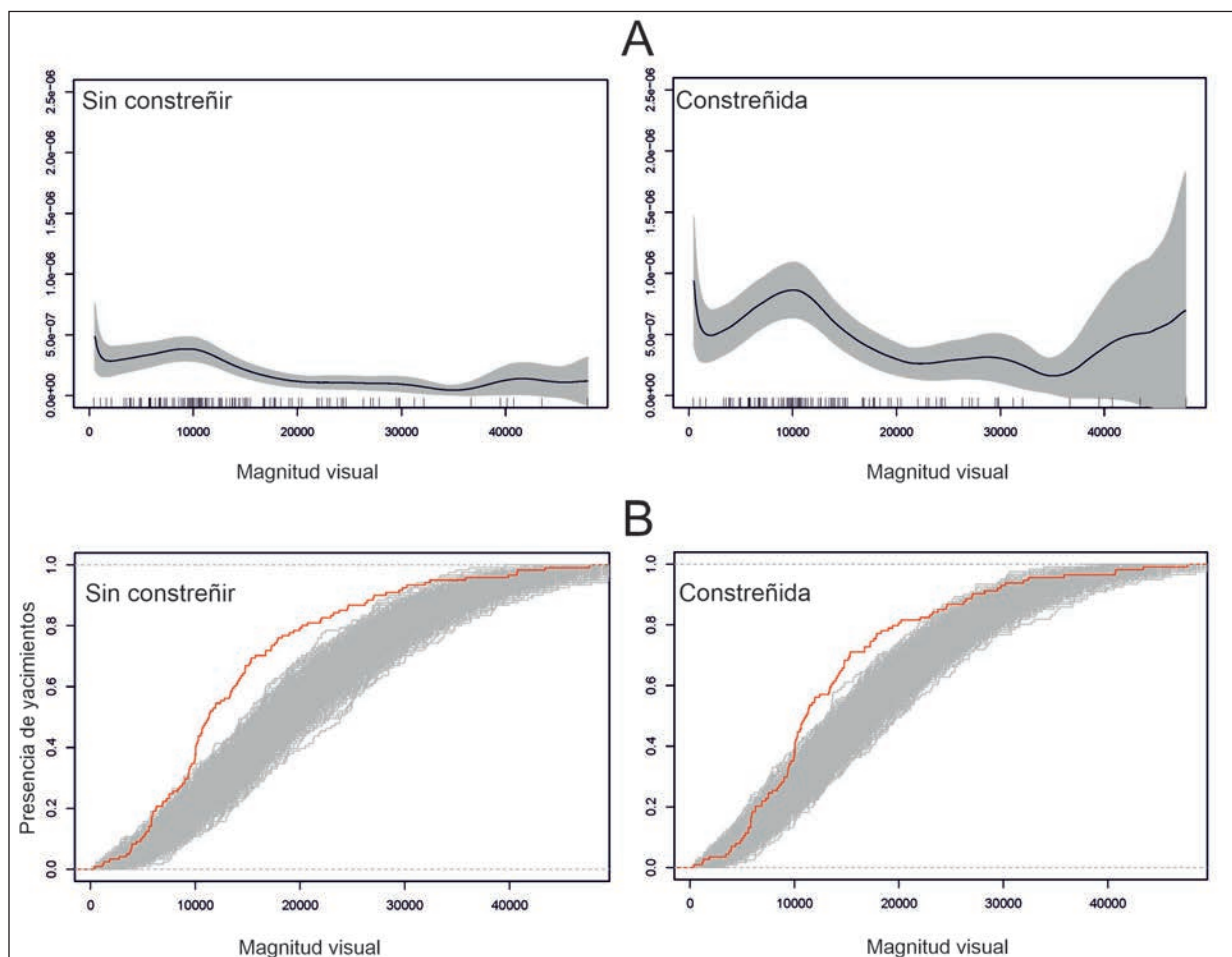 A
Sin constreñir
2.5e-06
2.0e-06
1.5e-06
1.0e-06
5.0e-07
0.0e+00
0 10000 20000 30000 40000
Magnitud visual
Constreñida
2.5e-06
2.0e-06
1.5e-06
1.0e-06
5.0e-07
0.0e+00
0 10000 20000 30000 40000
Magnitud visual
B
Sin constreñir
Presencia de yacimientos
1.0
0.8
0.6
0.4
0.2
0.0
0 10000 20000 30000 40000
Magnitud visual
Constreñida
1.0
0.8
0.6
0.4
0.2
0.0
0 10000 20000 30000 40000
Magnitud visual